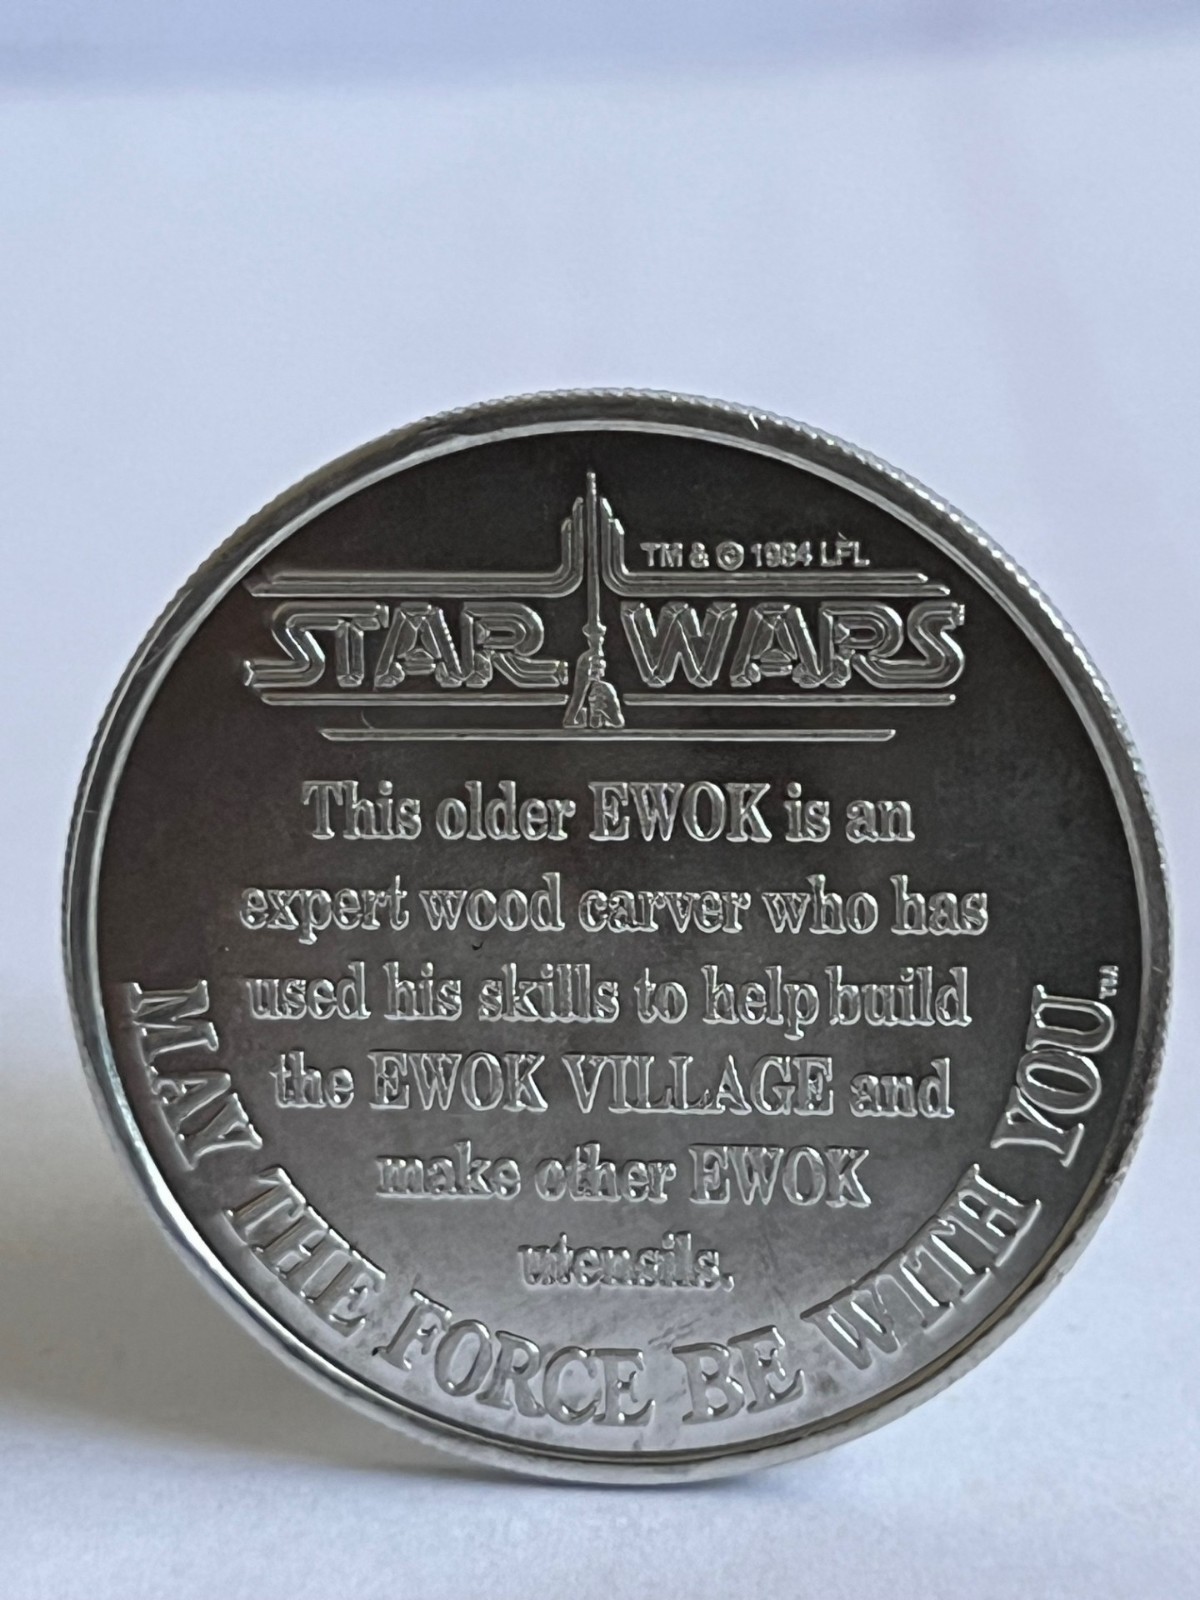 TM & © 1984 LFL
STAR WARS
This older EWOK is an
expert wood carver who has
used his skills to help build
the EWOK VILLAGE and
make other EWOK
utensils.
MAY THE FORCE BE WITH YOU™